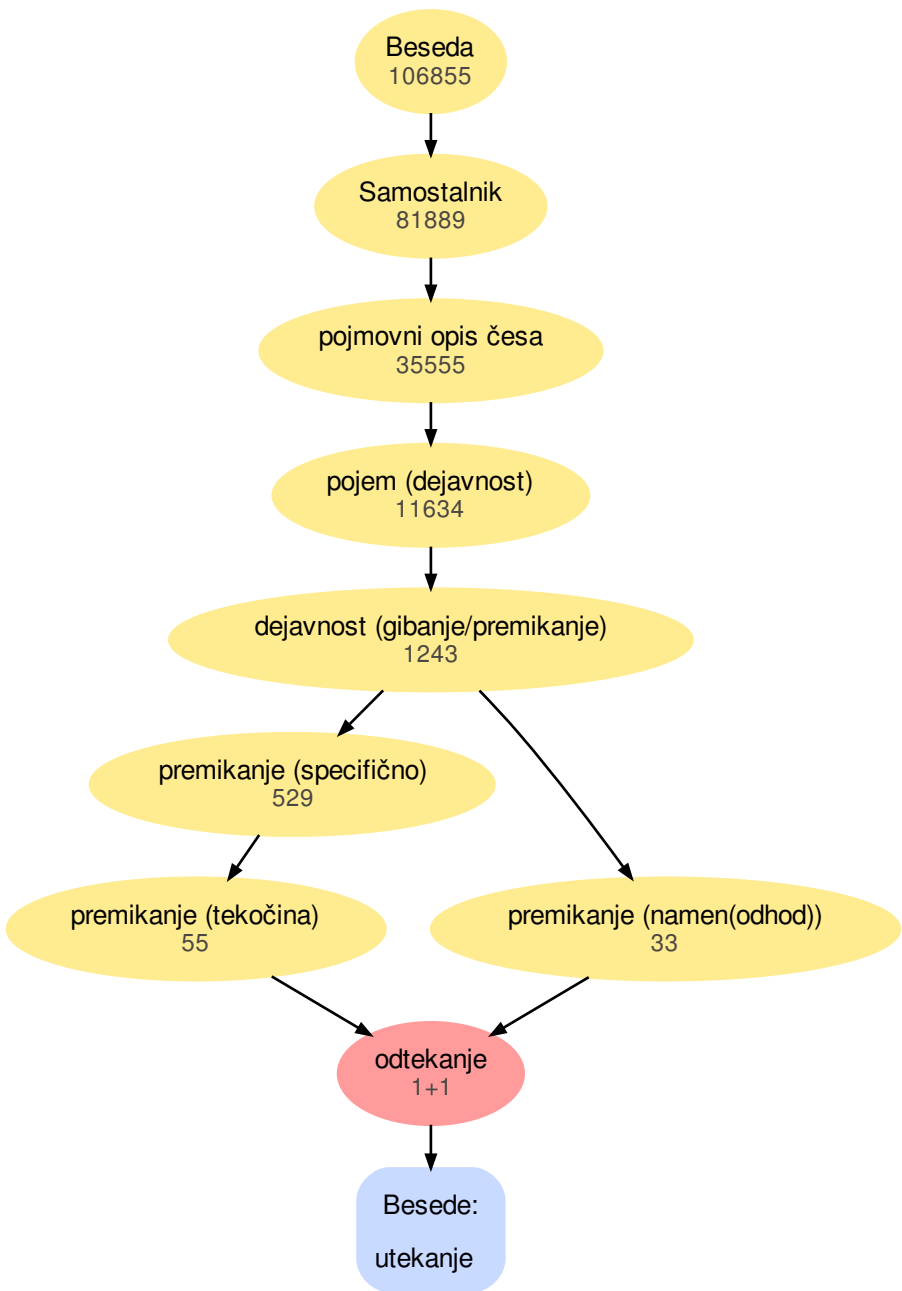 Beseda
106855
Samostalnik
81889
pojmovni opis česa
35555
pojem (dejavnost)
11634
dejavnost (gibanje/premikanje)
1243
premikanje (specifično)
529
premikanje (tekočina)
55
premikanje (namen(odhod))
33
odtekanje
1+1
Besede:
utekanje